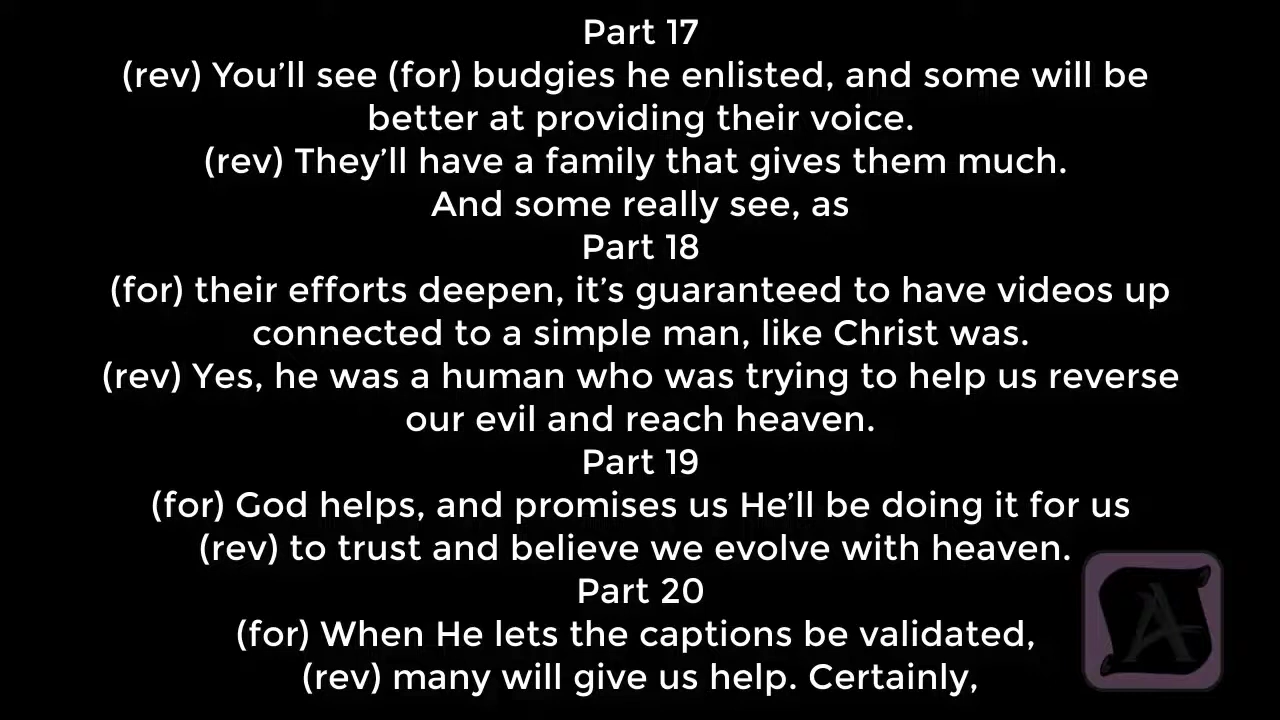 Part 17
(rev) You’ll see (for) budgies he enlisted, and some will be
better at providing their voice.
(rev) They’ll have a family that gives them much.
And some really see, as
Part 18
(for) their efforts deepen, it’s guaranteed to have videos up
connected to a simple man, like Christ was.
(rev) Yes, he was a human who was trying to help us reverse
our evil and reach heaven.
Part 19
(for) God helps, and promises us He’ll be doing it for us
(rev) to trust and believe we evolve with heaven.
Part 20
(for) When He lets the captions be validated,
(rev) many will give us help. Certainly,
A